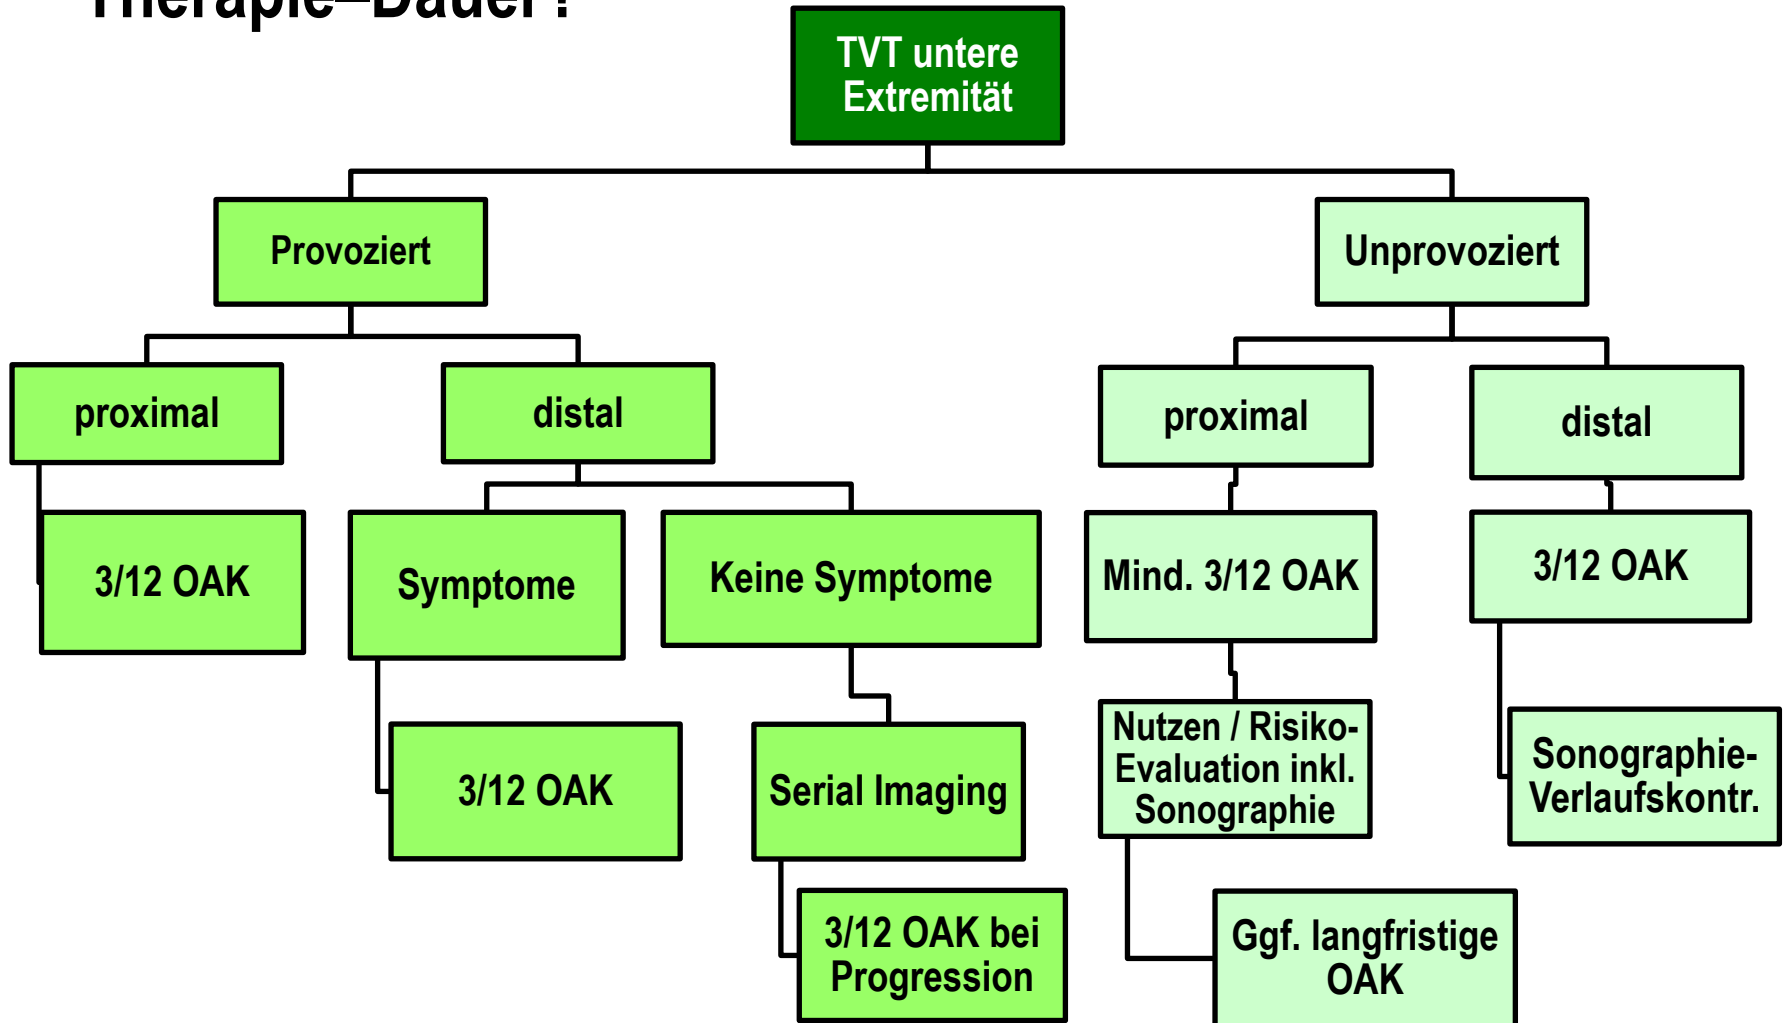 Therapie–Dauer?
TVT untere
Extremität
Provoziert
Unprovoziert
proximal
distal
proximal
distal
3/12 OAK
Symptome
Keine Symptome
Mind. 3/12 OAK
3/12 OAK
3/12 OAK
Serial Imaging
Nutzen / Risiko-
Evaluation inkl.
Sonographie
Sonographie-
Verlaufskontr.
3/12 OAK bei
Progression
Ggf. langfristige
OAK